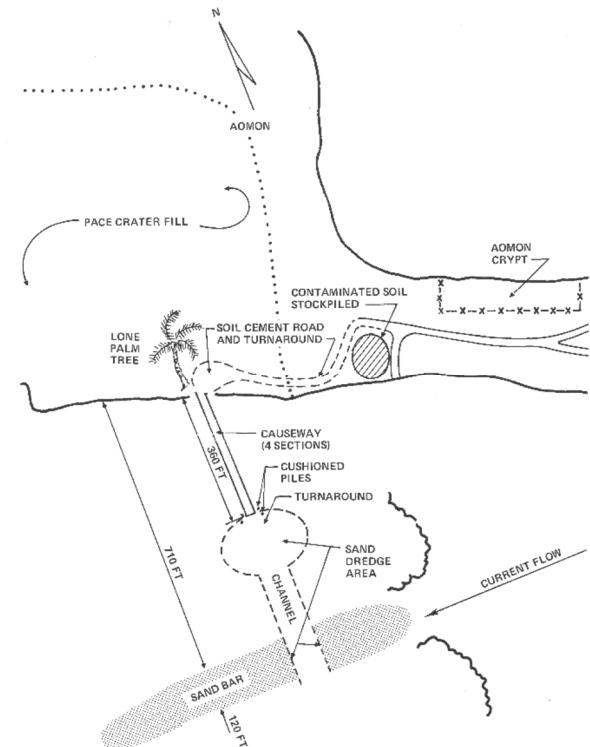 N
AOMON
PACE CRATER FILL
AOMON
CRYPT
CONTAMINATED SOIL
STOCKPILED
SOIL CEMENT ROAD
AND TURNAROUND
LONE
PALM
TREE
CAUSEWAY
(4 SECTIONS)
360 FT
CUSHIONED
PILES
TURNAROUND
SAND
DREDGE
AREA
710 FT
CHANNEL
CURRENT FLOW
SAND BAR
120 FT